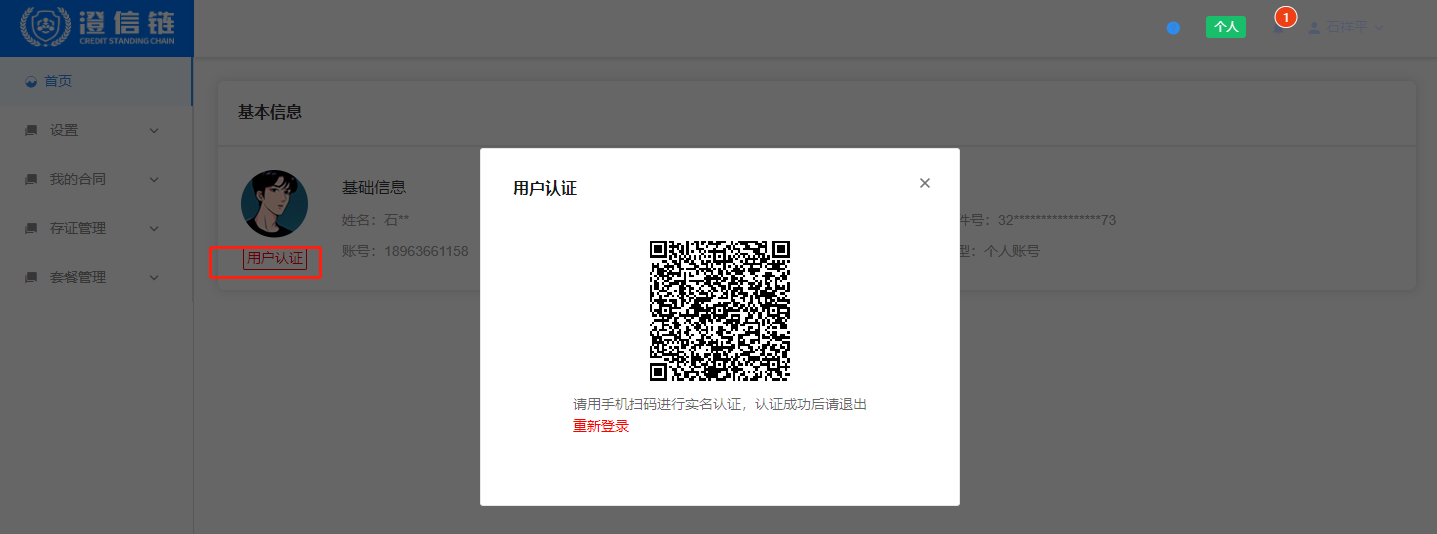 澄信链
CREDIT STANDING CHAIN
个人
1
石祥平
首页
设置
我的合同
存证管理
套餐管理
基本信息
基础信息
姓名：石**
件号：32****************73
账号：18963661158
型：个人账号
用户认证
用户认证
请用手机扫码进行实名认证，认证成功后请退出
重新登录